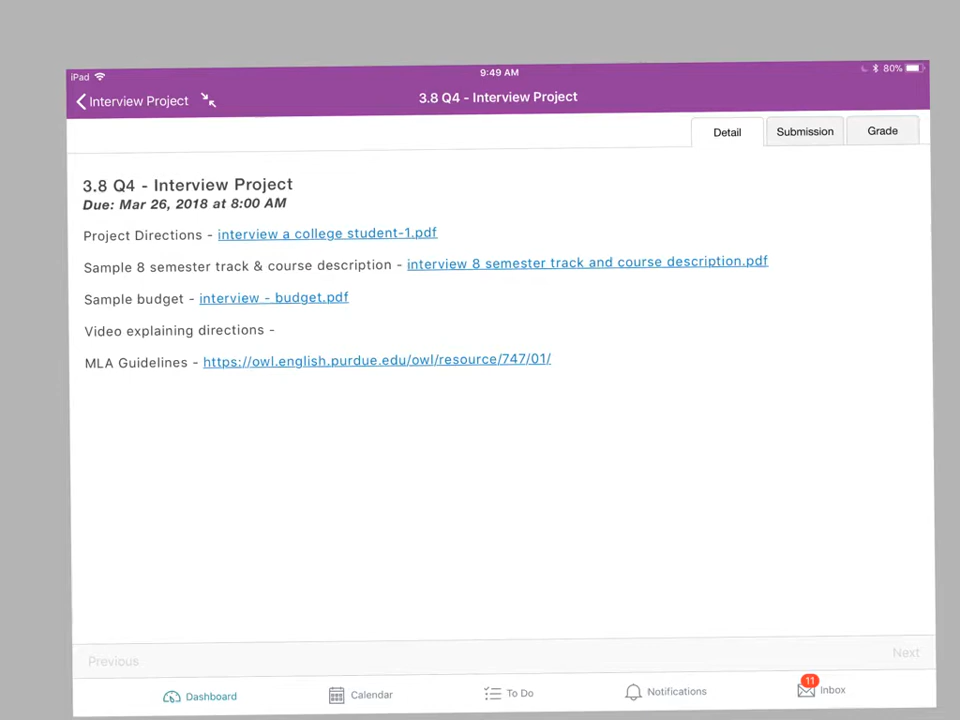 iPad
9:49 AM
80%
Interview Project
3.8 Q4 - Interview Project
Detail
Submission
Grade
3.8 Q4 - Interview Project
Due: Mar 26, 2018 at 8:00 AM
Project Directions - interview a college student-1.pdf
Sample 8 semester track & course description - interview 8 semester track and course description.pdf
Sample budget - interview - budget.pdf
Video explaining directions -
MLA Guidelines - https://owl.english.purdue.edu/owl/resource/747/01/
Previous
Next
Dashboard
Calendar
To Do
Notifications
11
Inbox